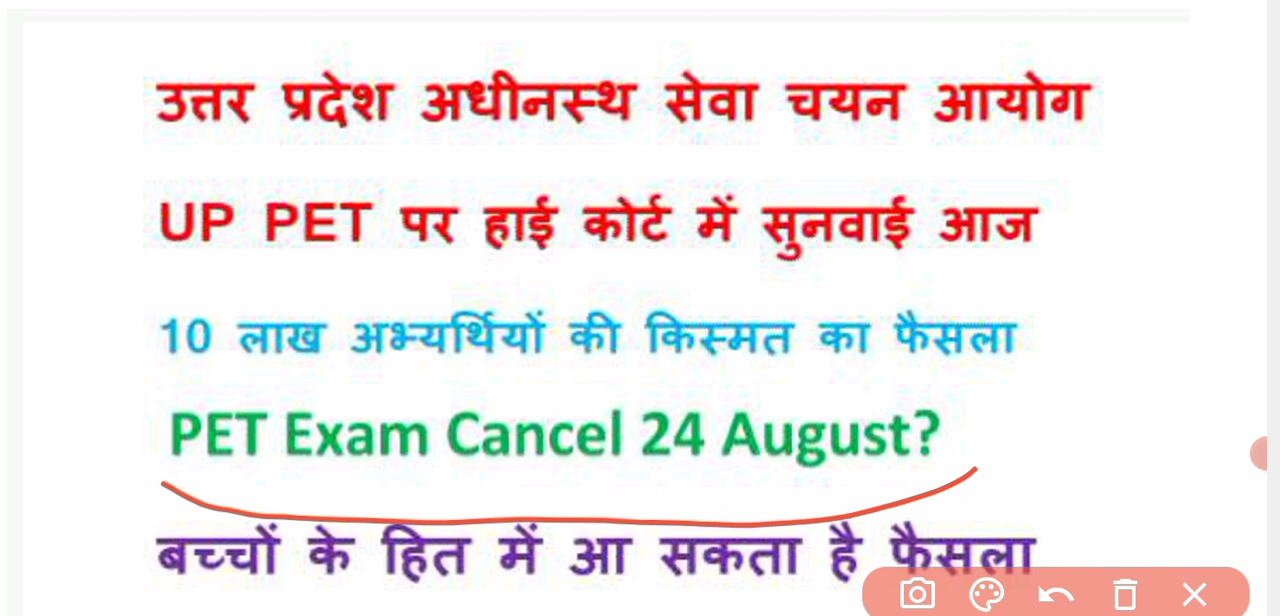 उत्तर प्रदेश अधीनस्थ सेवा चयन आयोग
UP PET पर हाई कोर्ट में सुनवाई आज
10 लाख अभ्यर्थियों की किस्मत का फैसला
PET Exam Cancel 24 August?
बच्चों के हित में आ सकता है फैसला